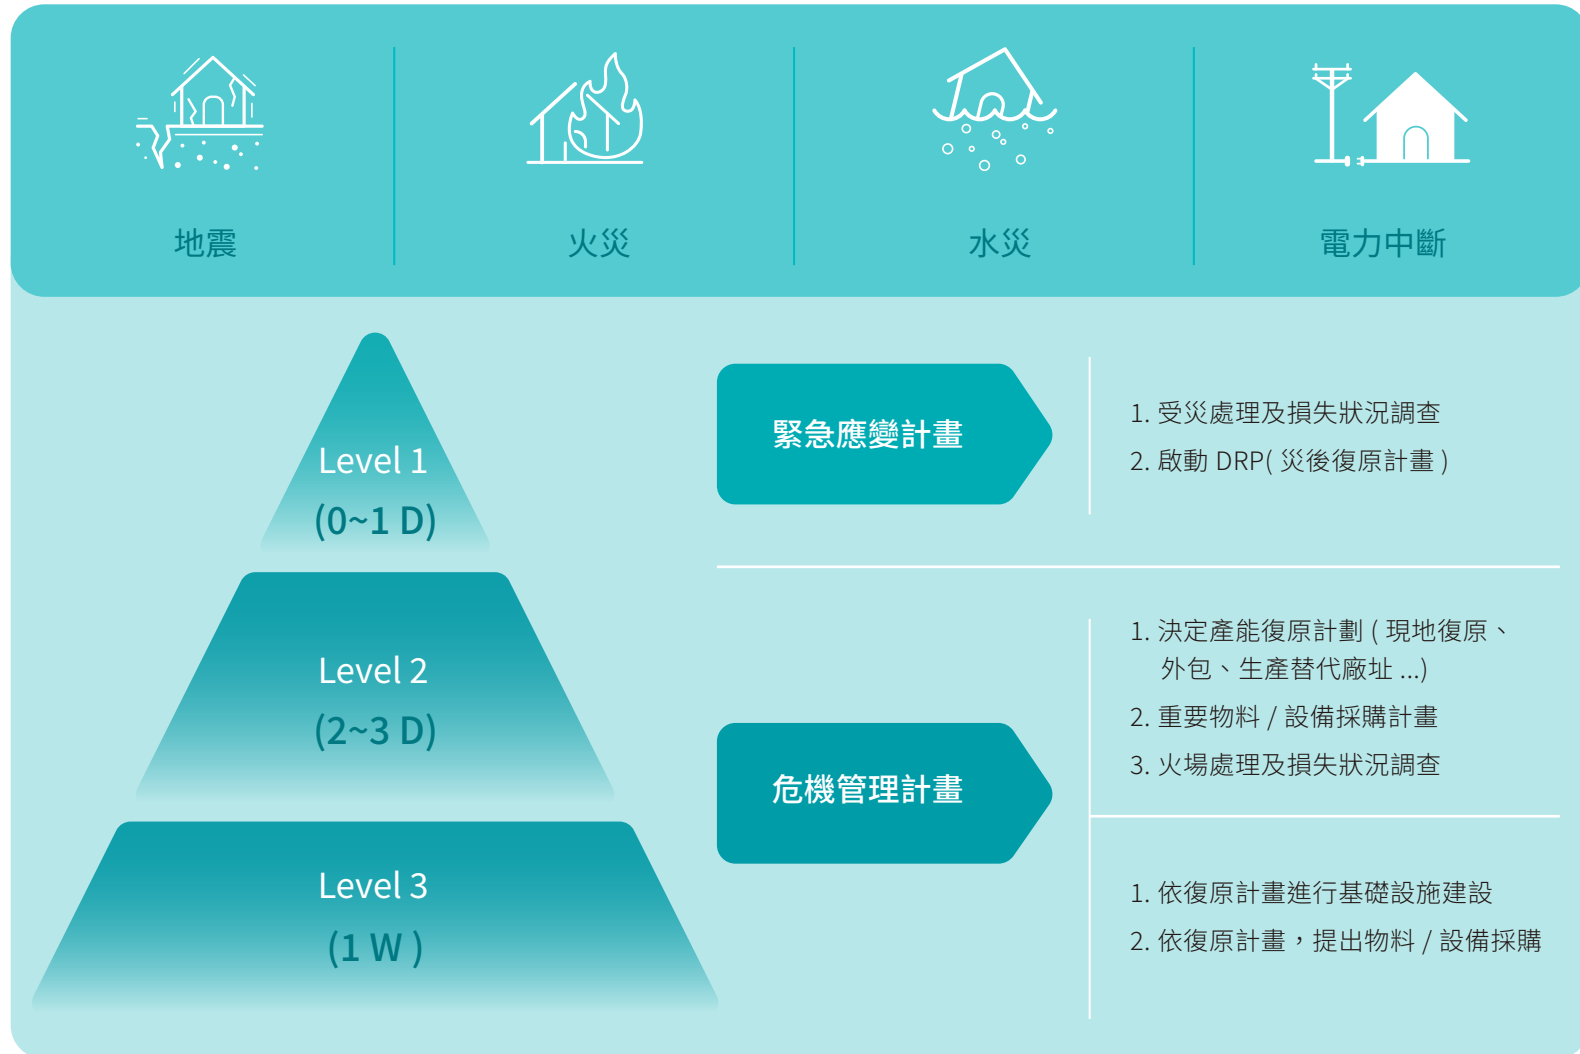 地震
火災
水災
電力中斷
Level 1
(0~1 D)
緊急應變計畫
1. 受災處理及損失狀況調查
2. 啟動 DRP( 災後復原計畫 )
Level 2
(2~3 D)
危機管理計畫
1. 決定產能復原計劃 ( 現地復原、
外包、生產替代廠址 ...)
2. 重要物料 / 設備採購計畫
3. 火場處理及損失狀況調查
Level 3
(1 W )
1. 依復原計畫進行基礎設施建設
2. 依復原計畫，提出物料 / 設備採購